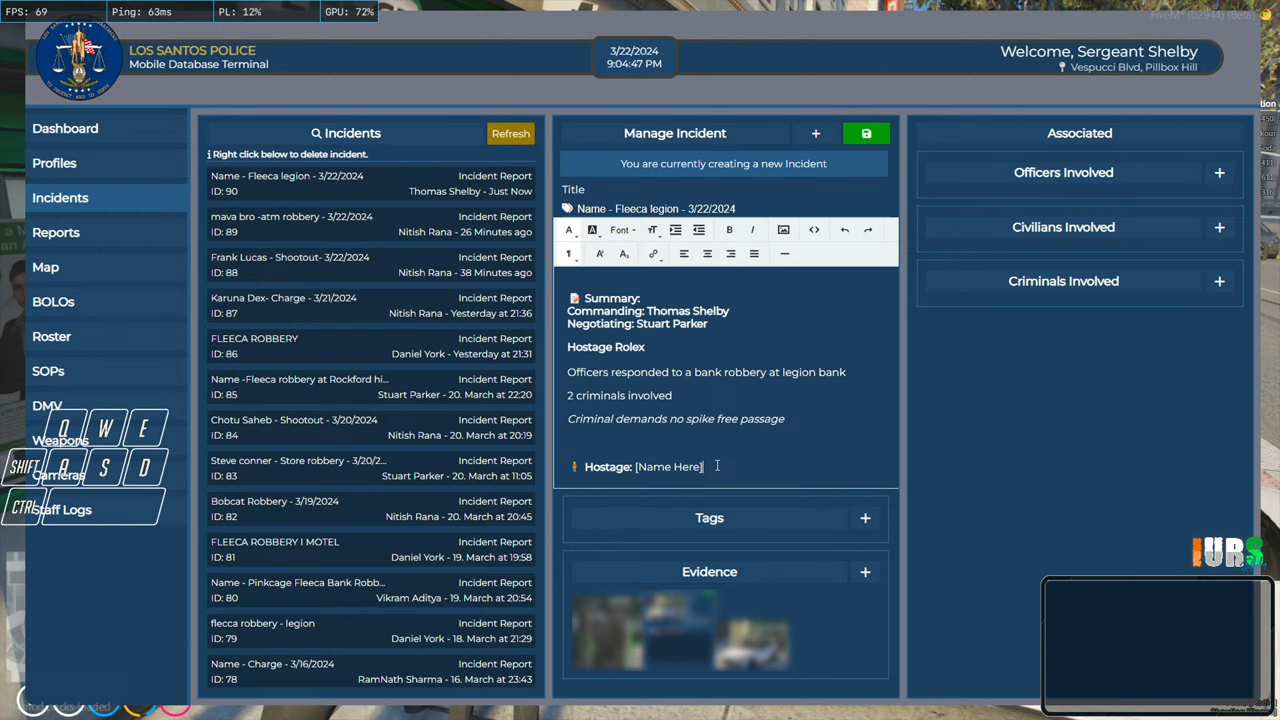 FPS: 69
Ping: 63ms
PL: 12%
GPU: 72%
LOS SANTOS POLICE
Mobile Database Terminal
3/22/2024
9:04:47 PM
Welcome, Sergeant Shelby
Vespucci Blvd, Pillbox Hill
Dashboard
Profiles
Incidents
Reports
Map
BOLOs
Roster
SOPs
DMV
Weapons
Cameras
Staff Logs
Q W E
SHIFT A S D
CTRL
Incidents
Refresh
Right click below to delete incident.
Name - Fleeca legion - 3/22/2024 Incident Report
ID: 90 Thomas Shelby - Just Now
mava bro -atm robbery - 3/22/2024 Incident Report
ID: 89 Nitish Rana - 26 Minutes ago
Frank Lucas - Shootout- 3/22/2024 Incident Report
ID: 88 Nitish Rana - 38 Minutes ago
Karuna Dex- Charge - 3/21/2024 Incident Report
ID: 87 Nitish Rana - Yesterday at 21:36
FLEECA ROBBERY Incident Report
ID: 86 Daniel York - Yesterday at 21:31
Name -Fleeca robbery at Rockford hi... Incident Report
ID: 85 Stuart Parker - 20. March at 22:20
Chotu Saheb - Shootout - 3/20/2024 Incident Report
ID: 84 Nitish Rana - 20. March at 20:19
Steve conner - Store robbery - 3/20/2... Incident Report
ID: 83 Stuart Parker - 20. March at 11:05
Bobcat Robbery - 3/19/2024 Incident Report
ID: 82 Nitish Rana - 20. March at 20:45
FLEECA ROBBERY I MOTEL Incident Report
ID: 81 Daniel York - 19. March at 19:58
Name - Pinkcage Fleeca Bank Robb... Incident Report
ID: 80 Vikram Aditya - 19. March at 20:54
flecca robbery - legion Incident Report
ID: 79 Daniel York - 18. March at 21:29
Name - Charge - 3/16/2024 Incident Report
ID: 78 RamNath Sharma - 16. March at 23:43
Manage Incident
You are currently creating a new Incident
Title
Name - Fleeca legion - 3/22/2024
Font
Summary:
Commanding: Thomas Shelby
Negotiating: Stuart Parker
Hostage Rolex
Officers responded to a bank robbery at legion bank
2 criminals involved
Criminal demands no spike free passage
Hostage: [Name Here]
Tags
Evidence
Associated
Officers Involved
Civilians Involved
Criminals Involved
IURS